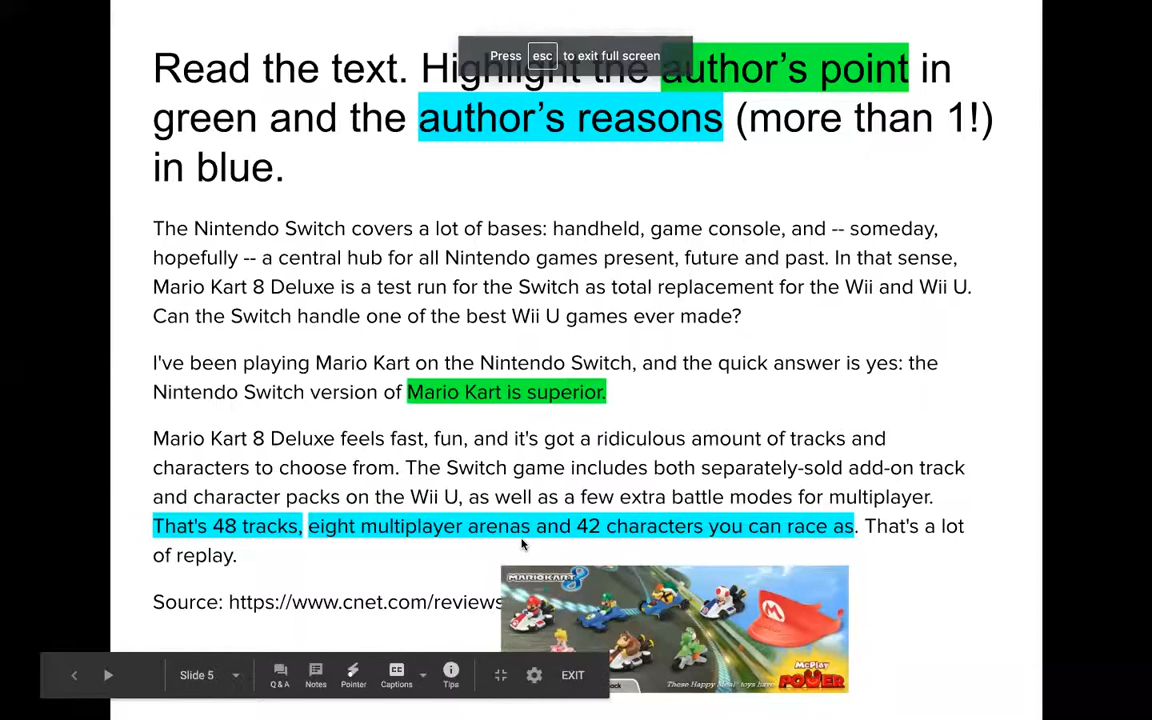 Press esc to exit full screen
Read the text. Highlight the author's point in
green and the author's reasons (more than 1!)
in blue.
The Nintendo Switch covers a lot of bases: handheld, game console, and -- someday,
hopefully -- a central hub for all Nintendo games present, future and past. In that sense,
Mario Kart 8 Deluxe is a test run for the Switch as total replacement for the Wii and Wii U.
Can the Switch handle one of the best Wii U games ever made?
I've been playing Mario Kart on the Nintendo Switch, and the quick answer is yes: the
Nintendo Switch version of Mario Kart is superior.
Mario Kart 8 Deluxe feels fast, fun, and it's got a ridiculous amount of tracks and
characters to choose from. The Switch game includes both separately-sold add-on track
and character packs on the Wii U, as well as a few extra battle modes for multiplayer.
That's 48 tracks, eight multiplayer arenas and 42 characters you can race as. That's a lot
of replay.
Source: https://www.cnet.com/reviews
MARIOKART 8
M
McPlay
POWER
These Happy Meal toys have
Slide 5
Q & A
Notes
Pointer
CC
Captions
Tips
EXIT